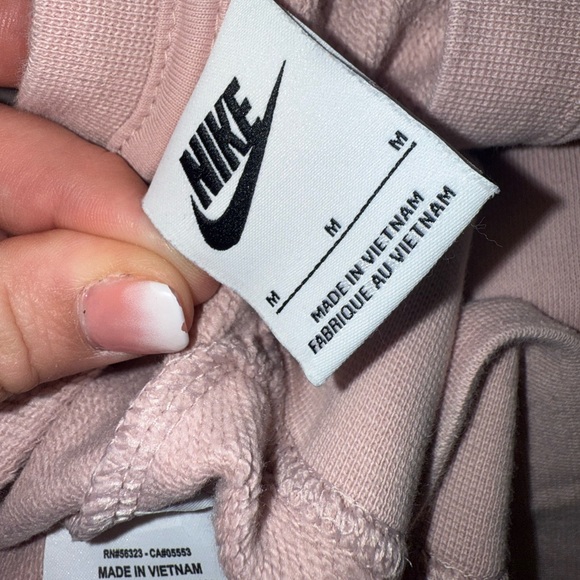 NIKE
M M M
MADE IN VIETNAM
FABRIQUE AU VIETNAM
RN#56323 - CA#05553
MADE IN VIETNAM